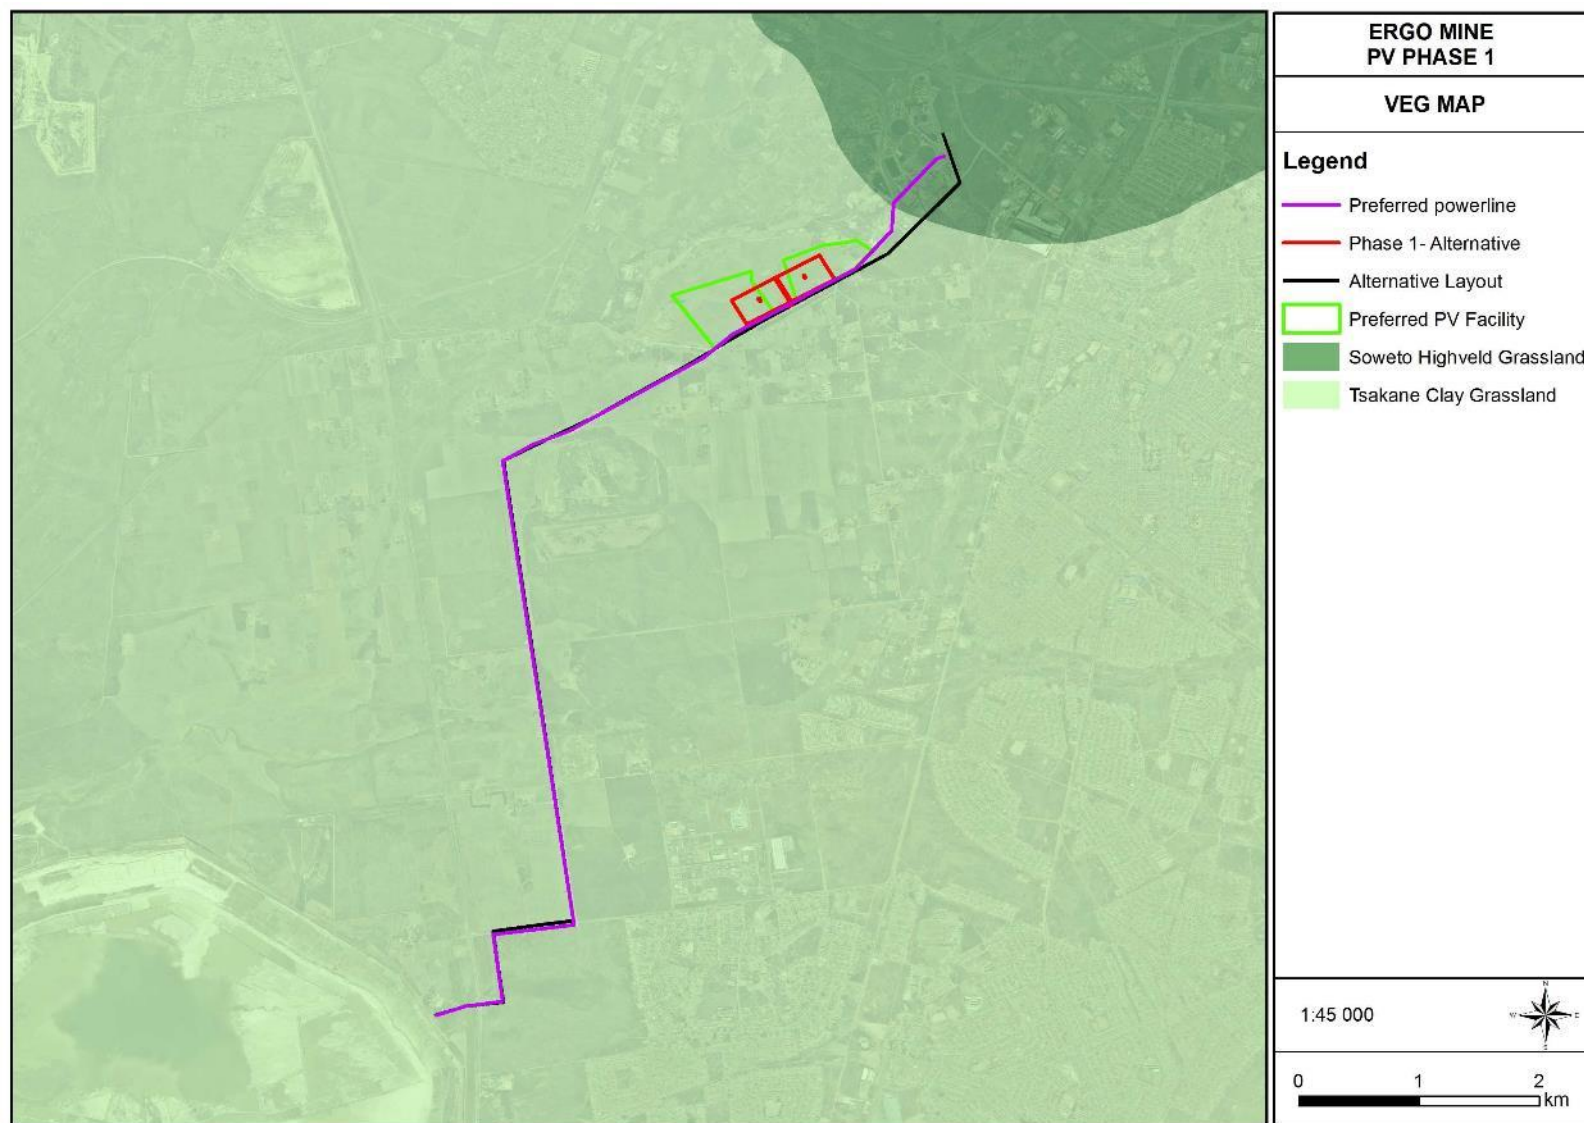 ERGO MINE
PV PHASE 1
VEG MAP
Legend
Preferred powerline
Phase 1- Alternative
Alternative Layout
Preferred PV Facility
Soweto Highveld Grassland
Tsakane Clay Grassland
1:45 000
N
W E
S
0 1 2
km